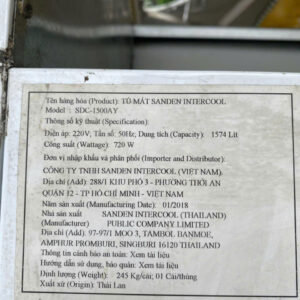 Tên hàng hóa (Product): TỦ MÁT SANDEN INTERCOOL
Model : SDC-1500AY
Thông số kỹ thuật (Specification):
Điện áp: 220V, Tần số: 50Hz, Dung tích (Capacity): 1574 Lít
Công suất (Wattage): 720 W
Đơn vị nhập khẩu và phân phối (Importer and Distributor):
CÔNG TY TNHH SANDEN INTERCOOL (VIỆT NAM).
Địa chỉ (Add): 288/1 KHU PHỐ 3 - PHƯỜNG THỚI AN
QUẬN 12 - TP HỒ CHÍ MINH - VIỆT NAM
Năm sản xuất (Manufacturing Date): 01/2018
Nhà sản xuất SANDEN INTERCOOL (THAILAND)
(Manufacturer) PUBLIC COMPANY LIMITED
Địa chỉ (Add): 97-97/1 MOO 3, TAMBOL BANMOE,
AMPHUR PROMBURI, SINGBURI 16120 THAILAND
Thông tin cảnh báo an toàn: Xem tài liệu
Hướng dẫn sử dụng, bảo quản: Xem tài liệu
Định lượng (Weight): 245 Kg/cái; 01 Cái/thùng
Xuất xứ (Origin): Thái Lan